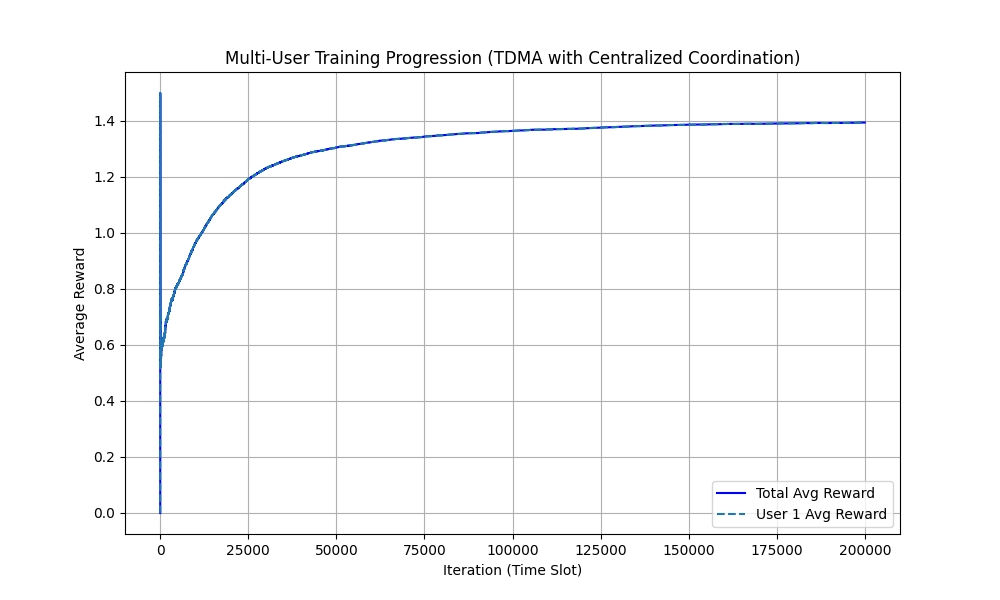 Multi-User Training Progression (TDMA with Centralized Coordination)
Average Reward
1.4
1.2
1.0
0.8
0.6
0.4
0.2
0.0
Total Avg Reward
User 1 Avg Reward
0 25000 50000 75000 100000 125000 150000 175000 200000
Iteration (Time Slot)